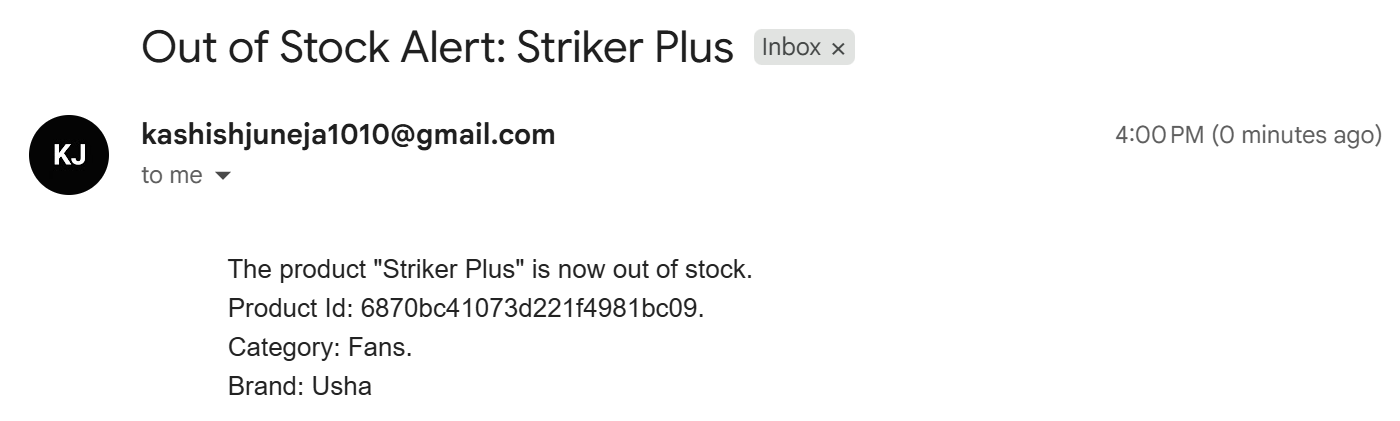 Out of Stock Alert: Striker Plus Inbox ×
KJ
kashishjuneja1010@gmail.com 4:00 PM (0 minutes ago)
to me
The product "Striker Plus" is now out of stock.
Product Id: 6870bc41073d221f4981bc09.
Category: Fans.
Brand: Usha